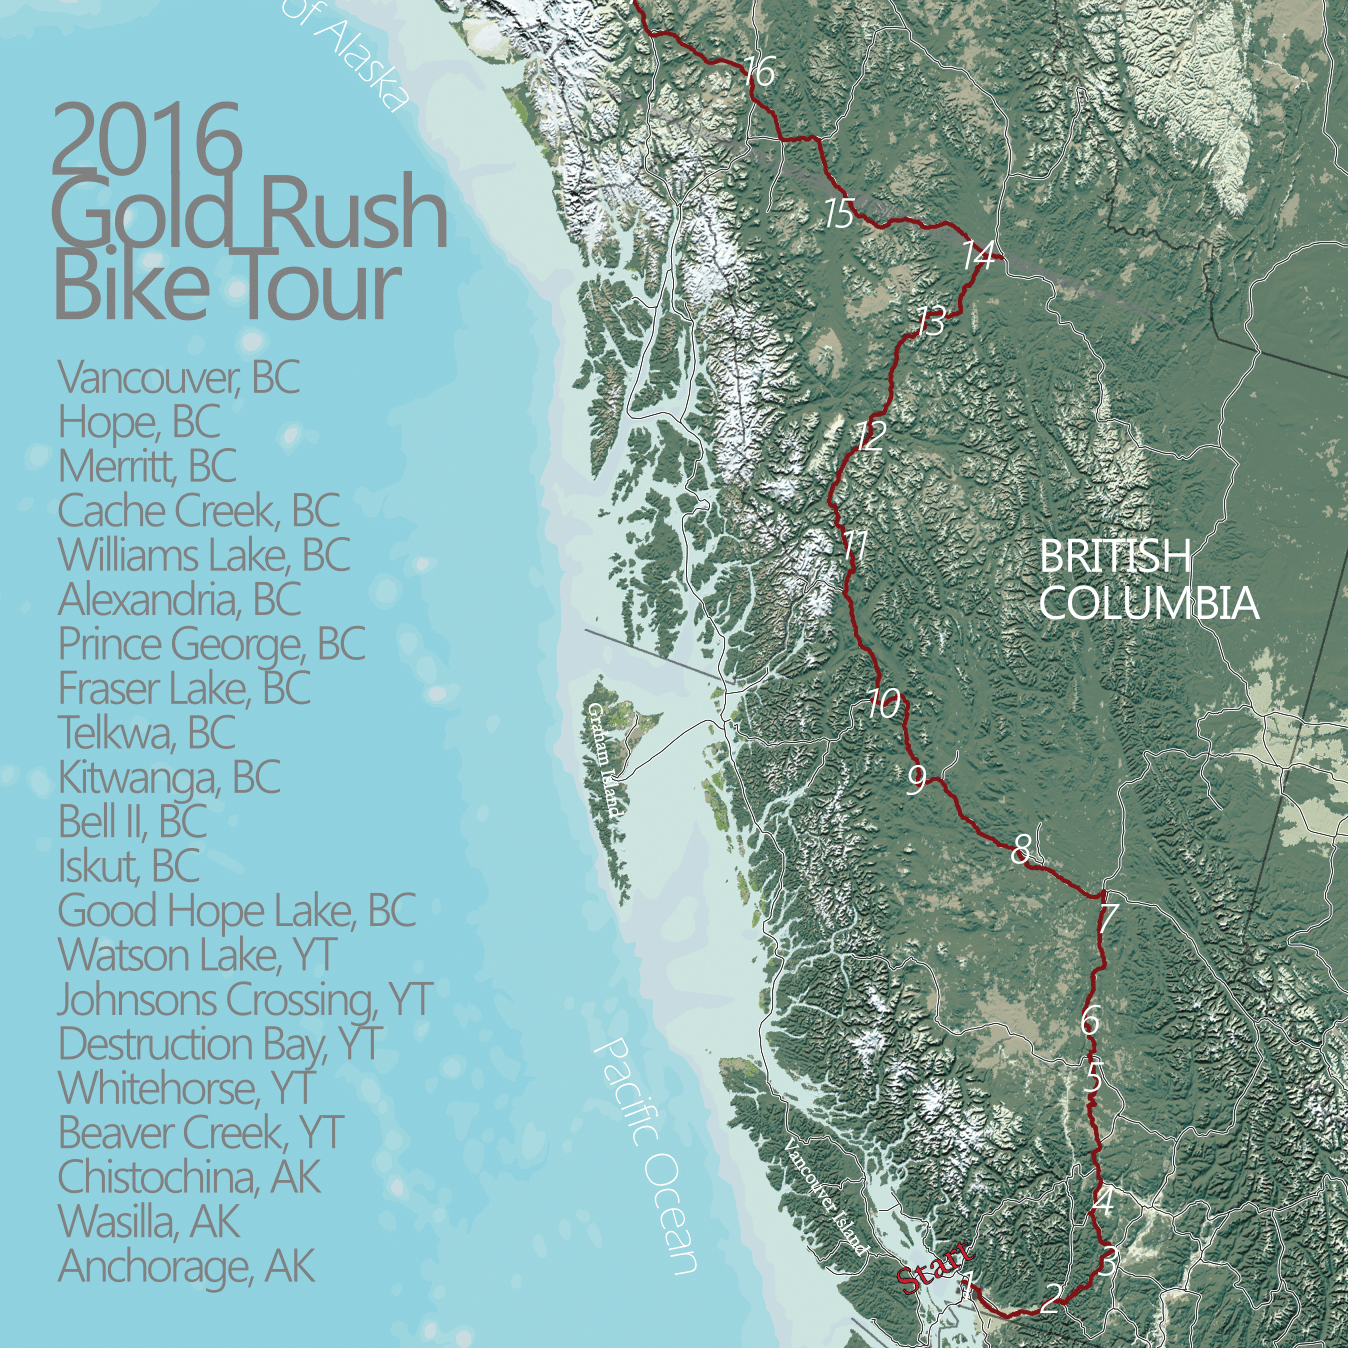 of Alaska
2016
Gold Rush
Bike Tour
Vancouver, BC
Hope, BC
Merritt, BC
Cache Creek, BC
Williams Lake, BC
Alexandria, BC
Prince George, BC
Fraser Lake, BC
Telkwa, BC
Kitwanga, BC
Bell II, BC
Iskut, BC
Good Hope Lake, BC
Watson Lake, YT
Johnsons Crossing, YT
Destruction Bay, YT
Whitehorse, YT
Beaver Creek, YT
Chistochina, AK
Wasilla, AK
Anchorage, AK
16
15
14
13
12
11
BRITISH
COLUMBIA
10
Graham Island
9
8
7
6
Pacific Ocean
5
Vancouver Island
4
3
Start
1
2